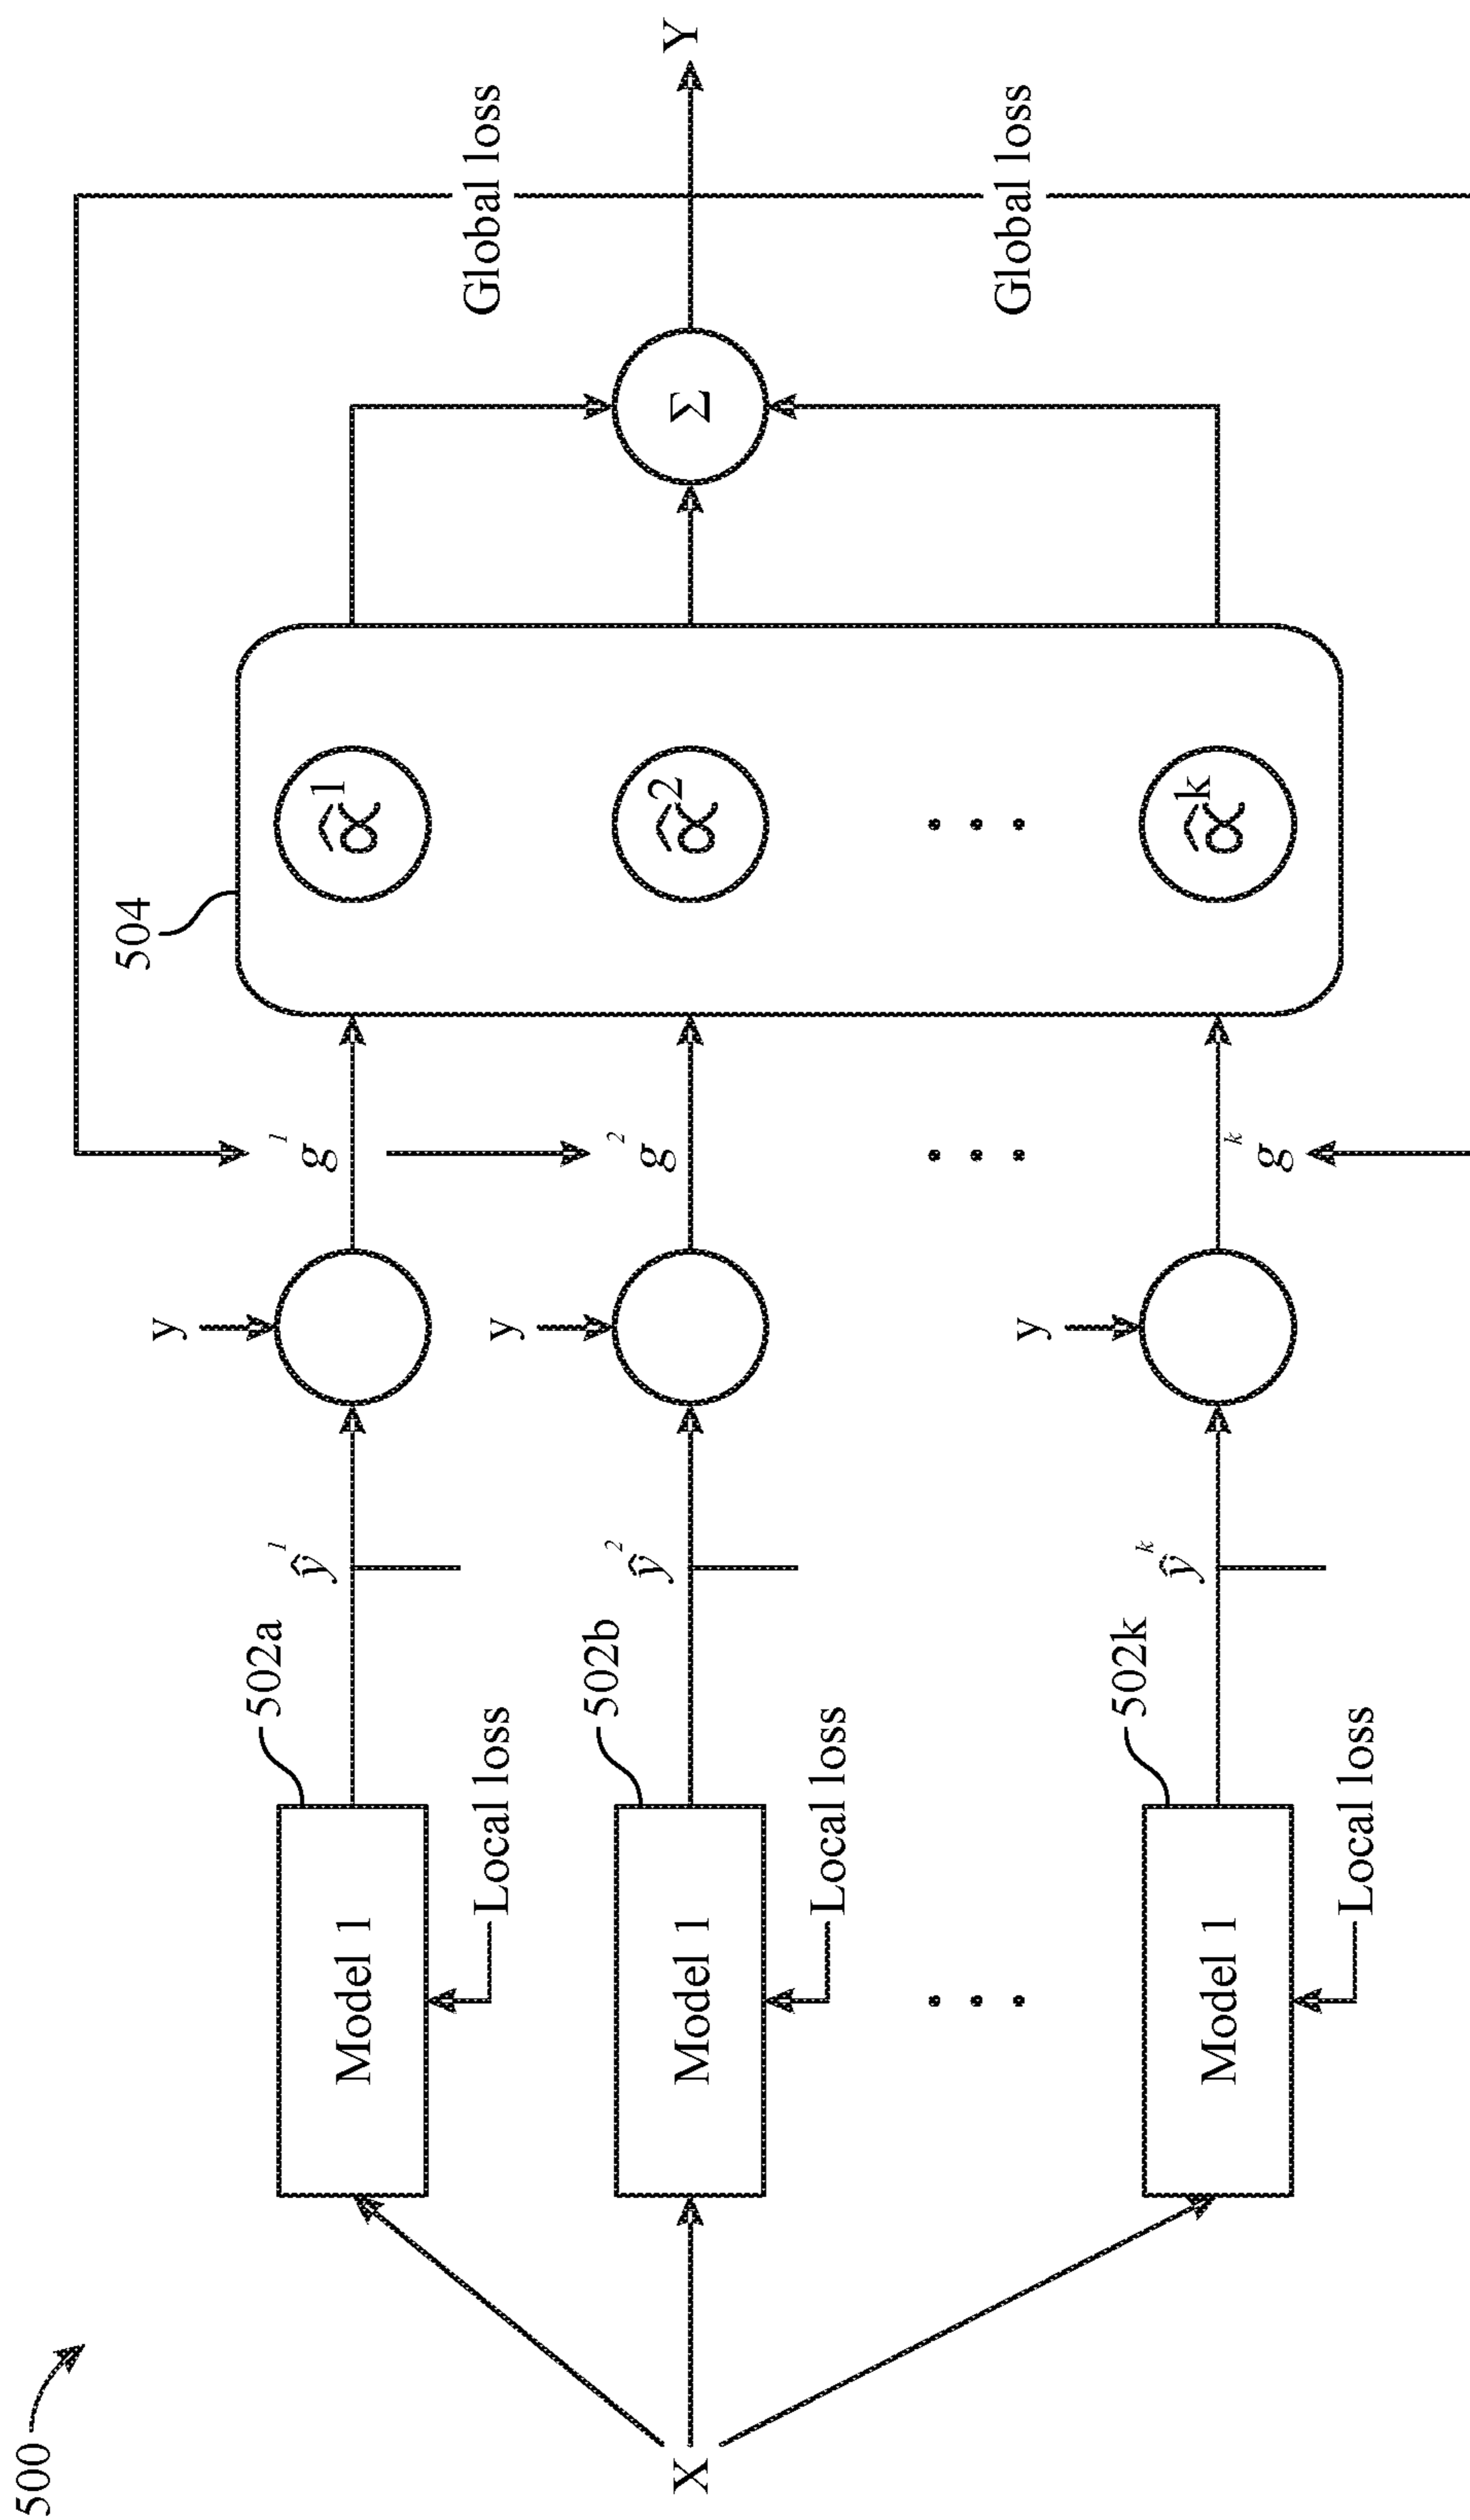 500
X
Model 1
502a
Local loss
ŷ¹
y
g¹
Model 1
502b
Local loss
ŷ²
y
g²
Model 1
502k
Local loss
ŷᵏ
y
gᵏ
504
α̂¹
α̂²
α̂ᵏ
Σ
Global loss
Global loss
Y